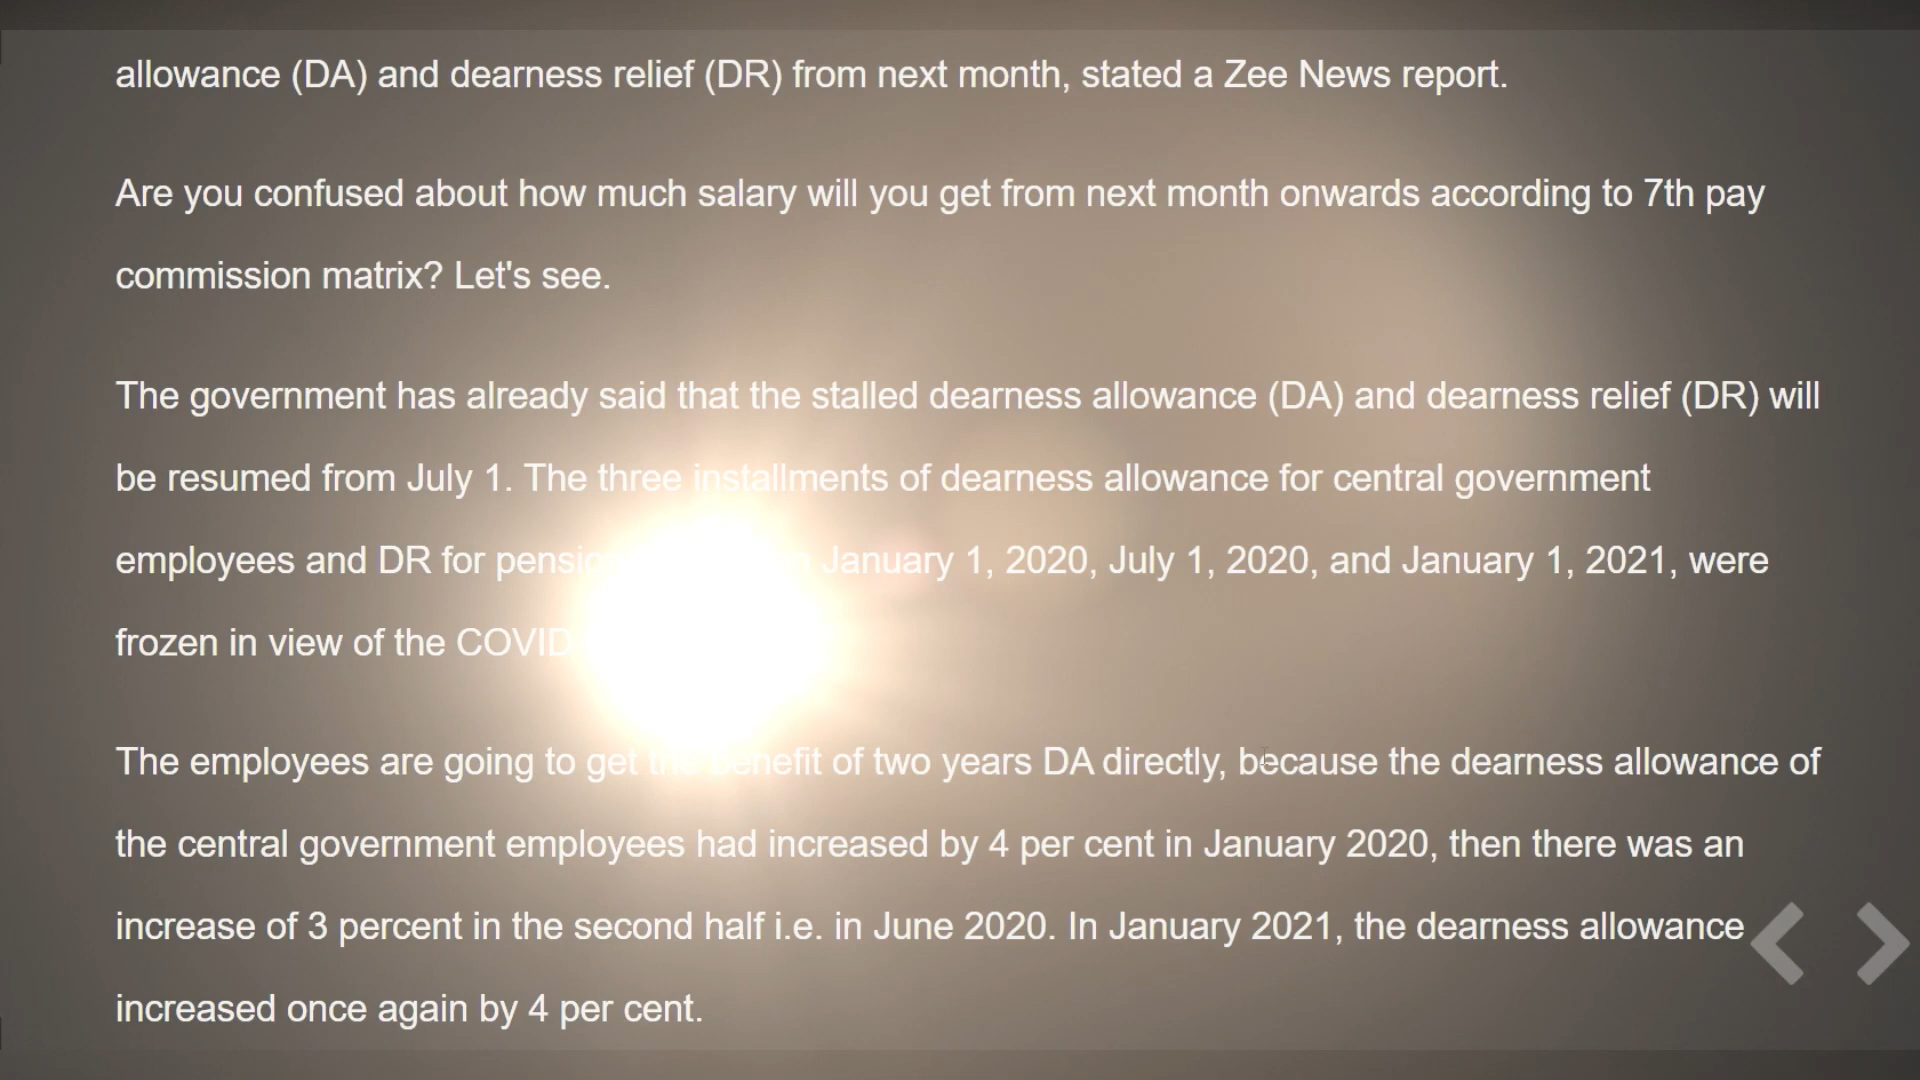 allowance (DA) and dearness relief (DR) from next month, stated a Zee News report.
Are you confused about how much salary will you get from next month onwards according to 7th pay
commission matrix? Let's see.
The government has already said that the stalled dearness allowance (DA) and dearness relief (DR) will
be resumed from July 1. The three installments of dearness allowance for central government
employees and DR for January 1, 2020, July 1, 2020, and January 1, 2021, were
frozen in view of the COVID
The employees are going to get the benefit of two years DA directly, because the dearness allowance of
the central government employees had increased by 4 per cent in January 2020, then there was an
increase of 3 percent in the second half i.e. in June 2020. In January 2021, the dearness allowance
increased once again by 4 per cent.